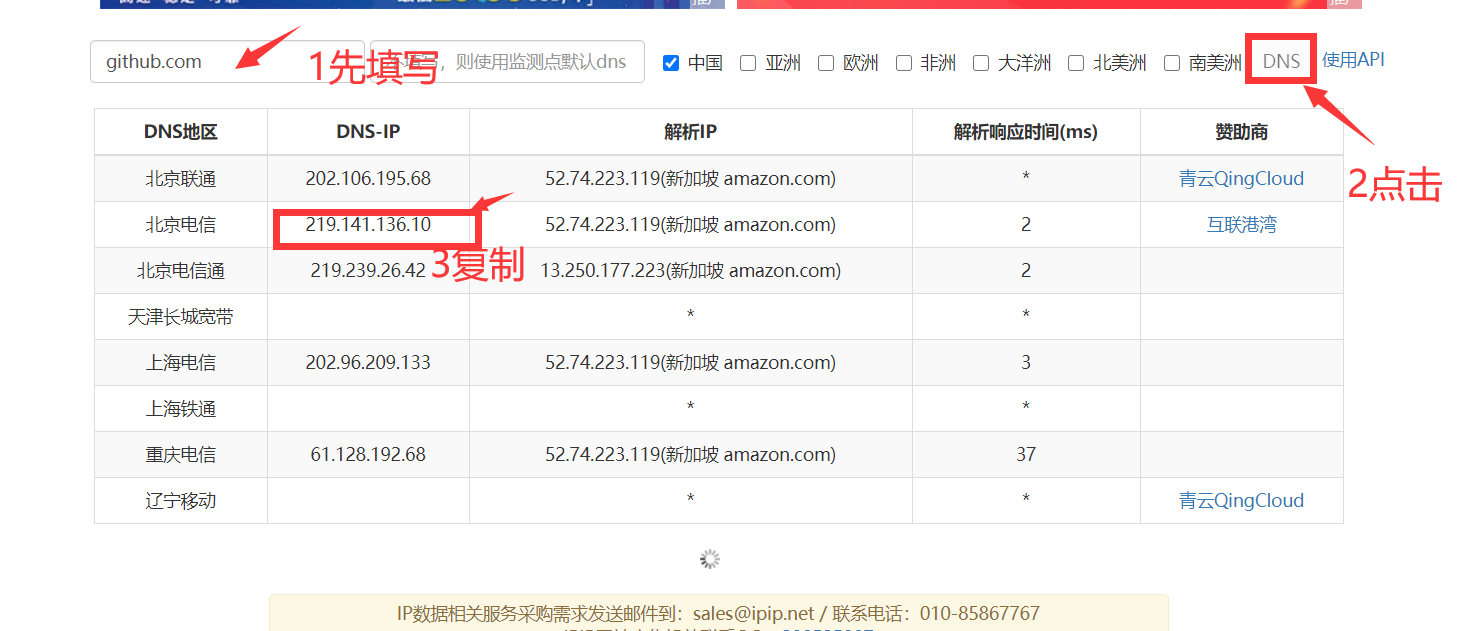 github.com
1先填写
则使用监测点默认dns
中国
亚洲
欧洲
非洲
大洋洲
北美洲
南美洲
DNS
使用API
2点击
DNS地区 DNS-IP 解析IP 解析响应时间(ms) 赞助商
北京联通 202.106.195.68 52.74.223.119(新加坡 amazon.com) * 青云QingCloud
北京电信 219.141.136.10 52.74.223.119(新加坡 amazon.com) 2 互联港湾
3复制
北京电信通 219.239.26.42 13.250.177.223(新加坡 amazon.com) 2
天津长城宽带 * *
上海电信 202.96.209.133 52.74.223.119(新加坡 amazon.com) 3
上海铁通 * *
重庆电信 61.128.192.68 52.74.223.119(新加坡 amazon.com) 37
辽宁移动 * * 青云QingCloud
IP数据相关服务采购需求发送邮件到：sales@ipip.net / 联系电话：010-85867767